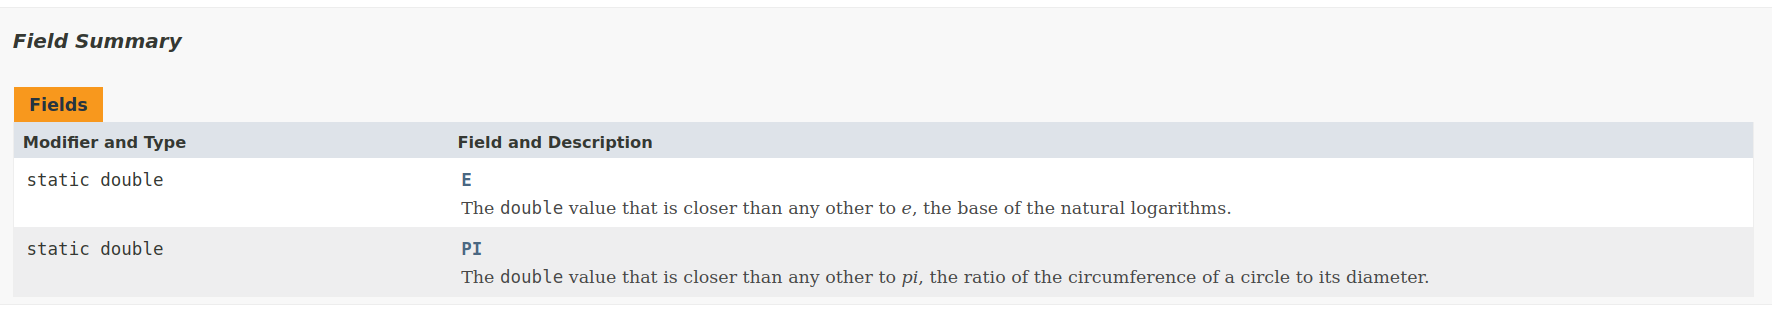 Field Summary
Fields
Modifier and Type Field and Description
static double E
The double value that is closer than any other to e, the base of the natural logarithms.
static double PI
The double value that is closer than any other to pi, the ratio of the circumference of a circle to its diameter.